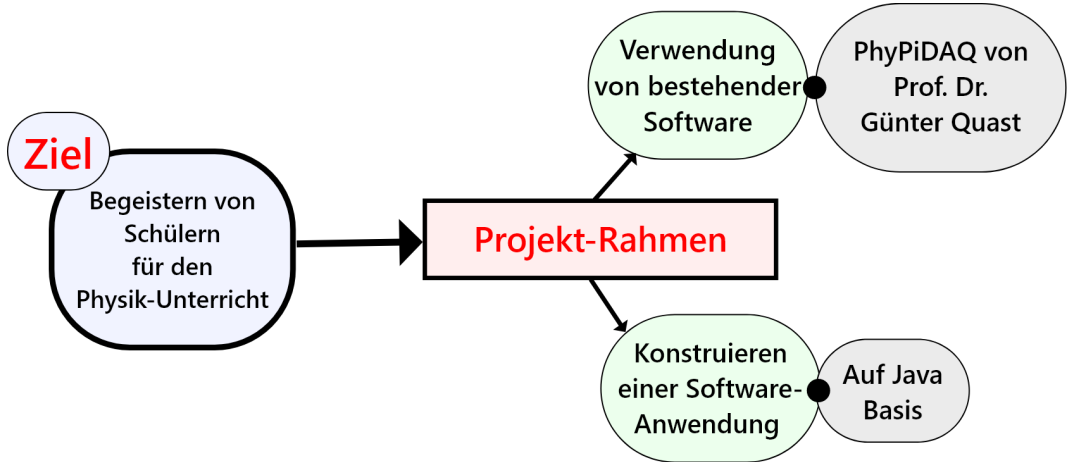 Ziel
Begeistern von
Schülern
für den
Physik-Unterricht
Projekt-Rahmen
Verwendung
von bestehender
Software
PhyPiDAQ von
Prof. Dr.
Günter Quast
Konstruieren
einer Software-
Anwendung
Auf Java
Basis